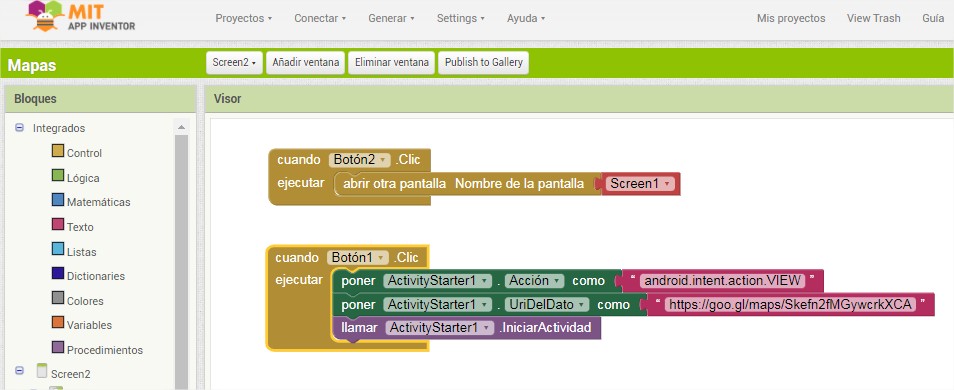 MIT
APP INVENTOR
Proyectos Conectar Generar Settings Ayuda Mis proyectos View Trash Guía
Mapas Screen2 Añadir ventana Eliminar ventana Publish to Gallery
Bloques Visor
Integrados
Control
Lógica
Matemáticas
Texto
Listas
Dictionaries
Colores
Variables
Procedimientos
Screen2
cuando Botón2 .Clic
ejecutar abrir otra pantalla Nombre de la pantalla Screen1
cuando Botón1 .Clic
ejecutar poner ActivityStarter1 . Acción como " android.intent.action.VIEW "
poner ActivityStarter1 . UriDelDato como " https://goo.gl/maps/Skefn2fMGywcrkXCA "
llamar ActivityStarter1 .IniciarActividad